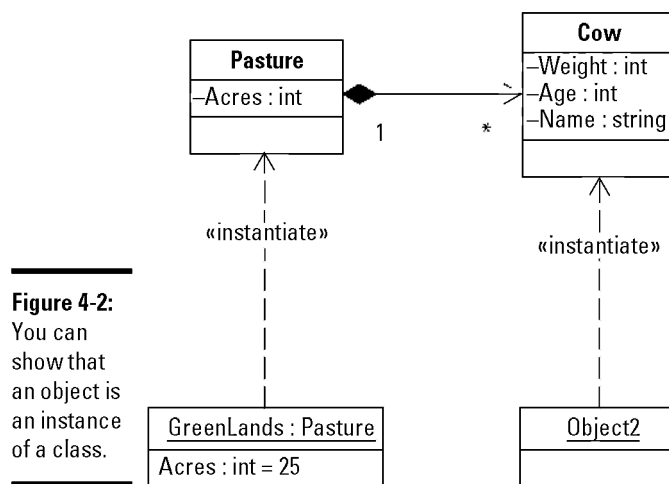 Pasture
–Acres : int
1
*
Cow
–Weight : int
–Age : int
–Name : string
«instantiate»
«instantiate»
Figure 4-2:
You can
show that
an object is
an instance
of a class.
GreenLands : Pasture
Acres : int = 25
Object2